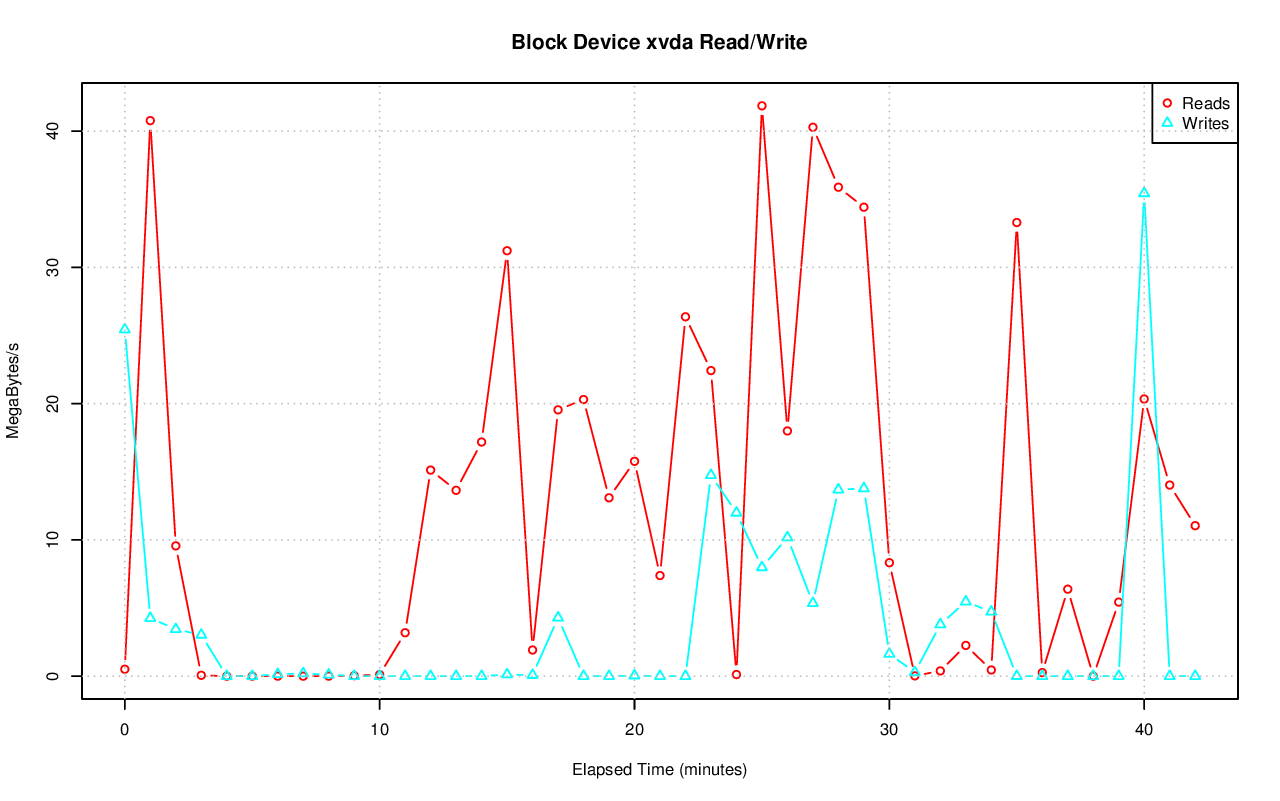 Block Device xvda Read/Write
Reads
Writes
MegaBytes/s
40
30
20
10
0
0 10 20 30 40
Elapsed Time (minutes)